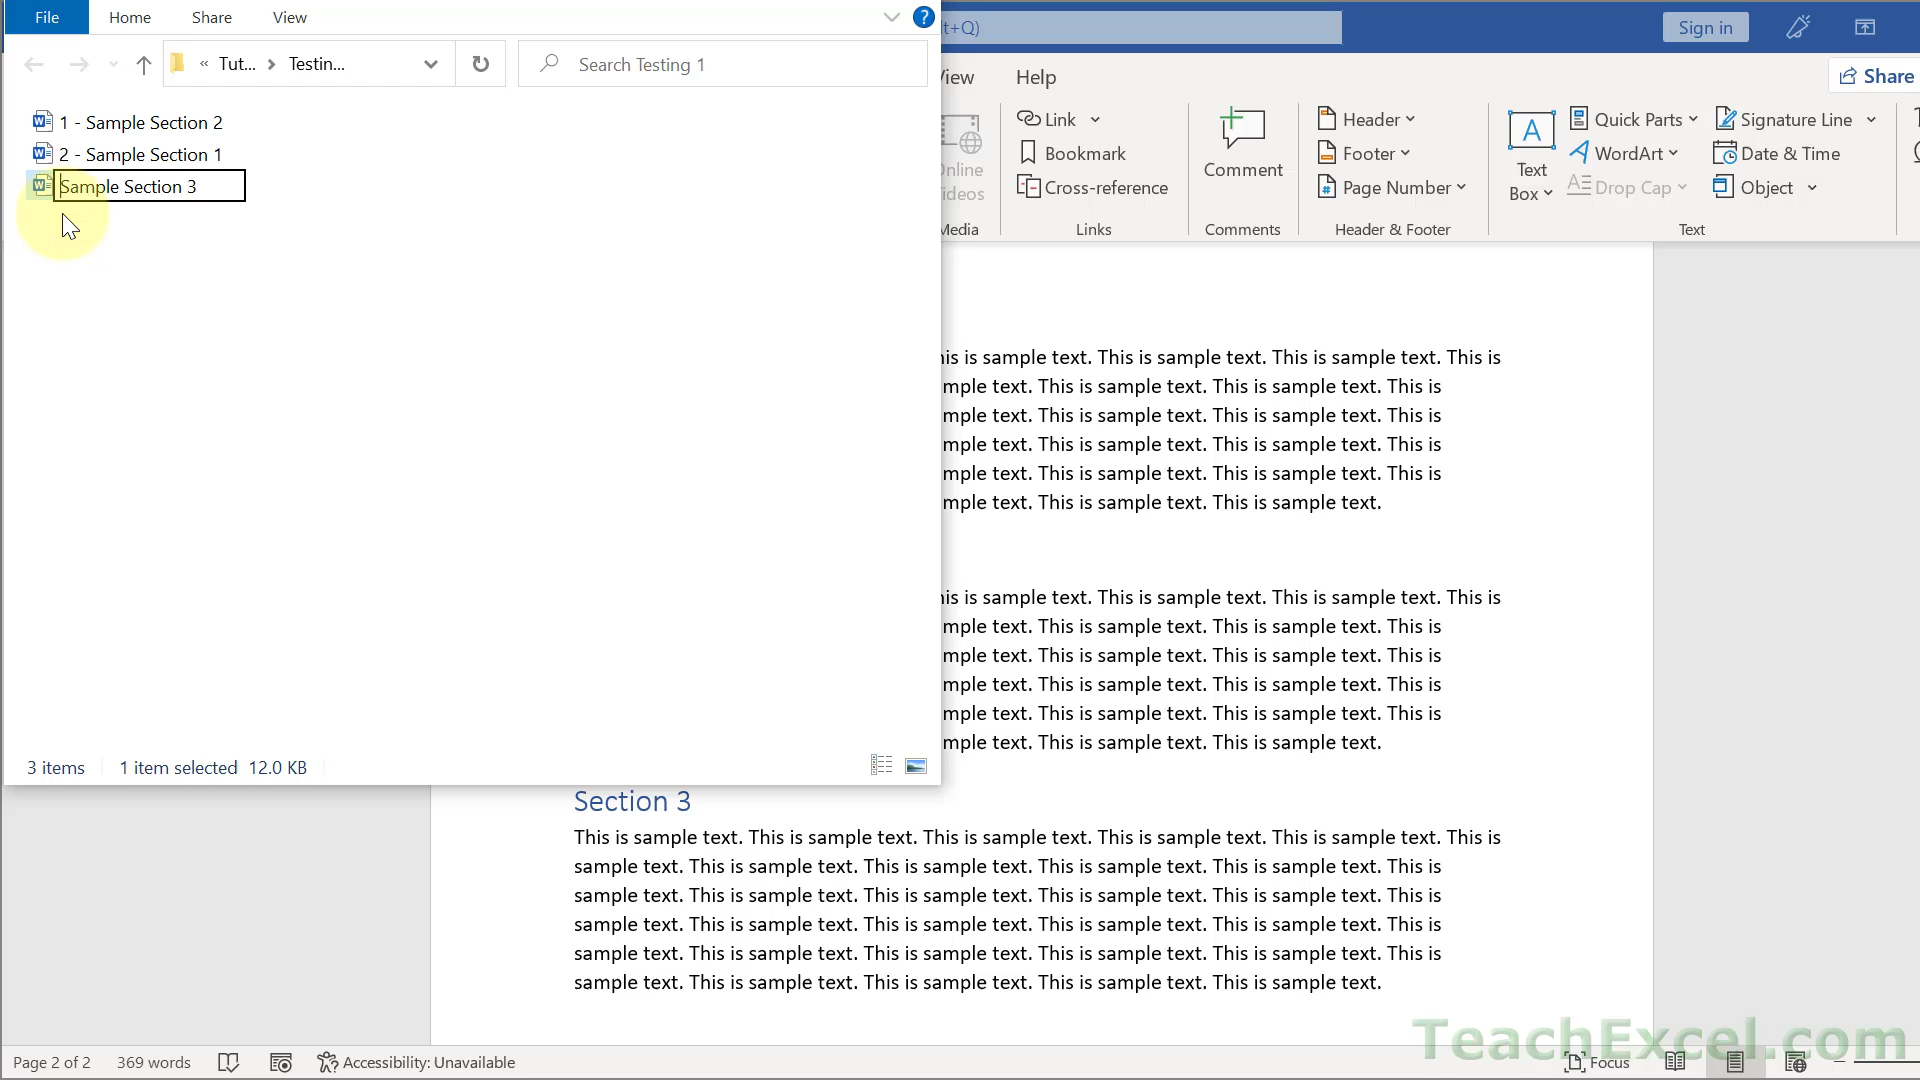 File Home Share View ?
« Tut... > Testin... Search Testing 1
1 - Sample Section 2
2 - Sample Section 1
Sample Section 3
3 items 1 item selected 12.0 KB
lt+Q) Sign in
View Help Share
Link Bookmark Cross-reference
Links
Comment
Comments
Header
Footer
Page Number
Header & Footer
Text Box
Quick Parts
WordArt
Drop Cap
Signature Line
Date & Time
Object
Text
is sample text. This is sample text. This is sample text. This is
text. This is sample text. This is sample text. This is
text. This is sample text. This is sample text. This is
text. This is sample text. This is sample text. This is
text. This is sample text. This is sample text. This is
text. This is sample text. This is sample text.
is sample text. This is sample text. This is sample text. This is
text. This is sample text. This is sample text. This is
text. This is sample text. This is sample text. This is
text. This is sample text. This is sample text. This is
text. This is sample text. This is sample text. This is
text. This is sample text. This is sample text.
Section 3
This is sample text. This is sample text. This is sample text. This is sample text. This is sample text. This is
sample text. This is sample text. This is sample text. This is sample text. This is sample text. This is
sample text. This is sample text. This is sample text. This is sample text. This is sample text. This is
sample text. This is sample text. This is sample text. This is sample text. This is sample text. This is
sample text. This is sample text. This is sample text. This is sample text. This is sample text. This is
sample text. This is sample text. This is sample text. This is sample text. This is sample text.
TeachExcel.com
Page 2 of 2 369 words Accessibility: Unavailable Focus